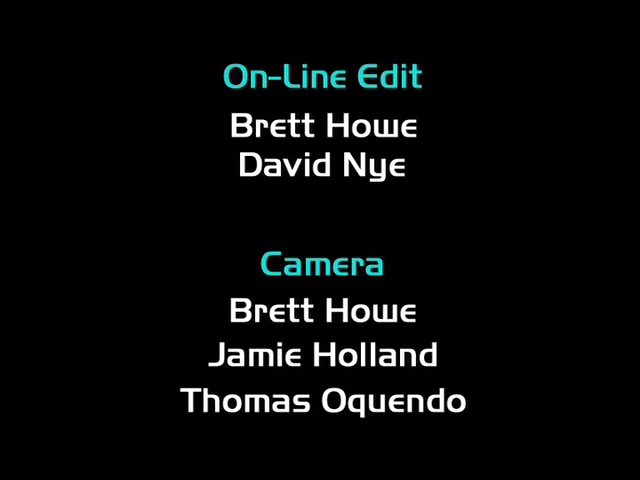 On-Line Edit
Brett Howe
David Nye
Camera
Brett Howe
Jamie Holland
Thomas Oquendo